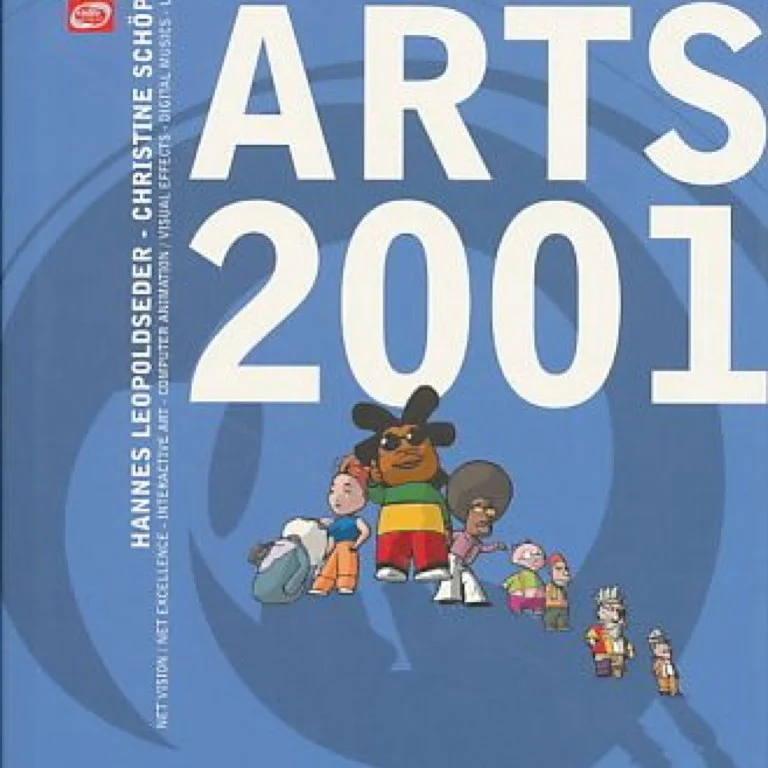 ARTS
2001
HANNES LEOPOLDSEDER - CHRISTINE SCHÖP
NET VISION / NET EXCELLENCE - INTERACTIVE ART - COMPUTER ANIMATION / VISUAL EFFECTS - DIGITAL MUSICS - L